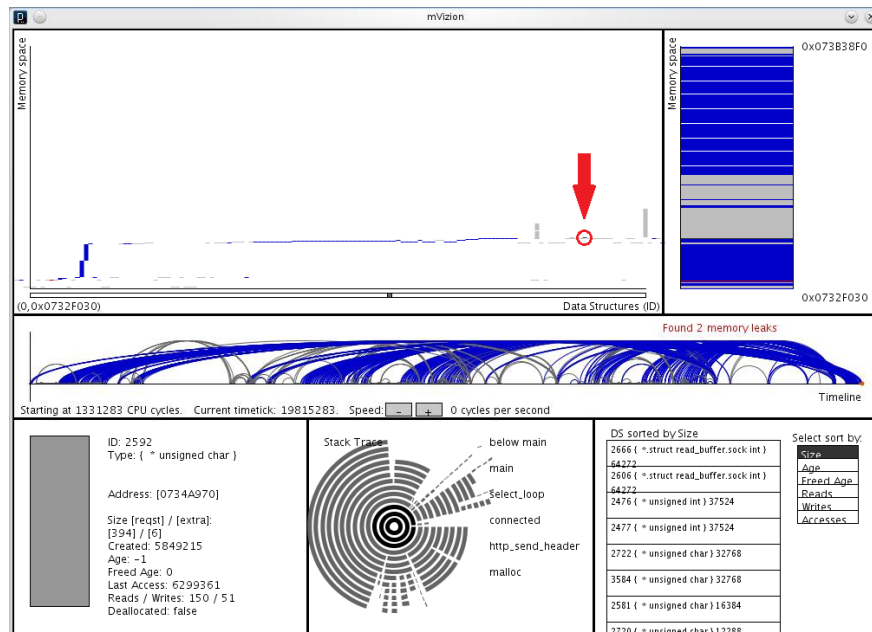 mVizion
Memory space
(0,0x0732F030)
Data Structures (ID)
Memory space
0x073B38F0
0x0732F030
Found 2 memory leaks
Timeline
Starting at 1331283 CPU cycles. Current timetick: 19815283. Speed: - + 0 cycles per second
ID: 2592
Type: { * unsigned char }
Address: [0734A970]
Size [reqst] / [extra]:
[394] / [6]
Created: 5849215
Age: -1
Freed Age: 0
Last Access: 6299361
Reads / Writes: 150 / 51
Deallocated: false
Stack Trace
below main
main
select_loop
connected
http_send_header
malloc
DS sorted by Size
2666 { *.struct read_buffer.sock int }
64272
2606 { *.struct read_buffer.sock int }
64272
2476 { * unsigned int } 37524
2477 { * unsigned int } 37524
2722 { * unsigned char } 32768
3584 { * unsigned char } 32768
2581 { * unsigned char } 16384
2720 { * unsigned char } 12288
Select sort by:
Size
Age
Freed Age
Reads
Writes
Accesses